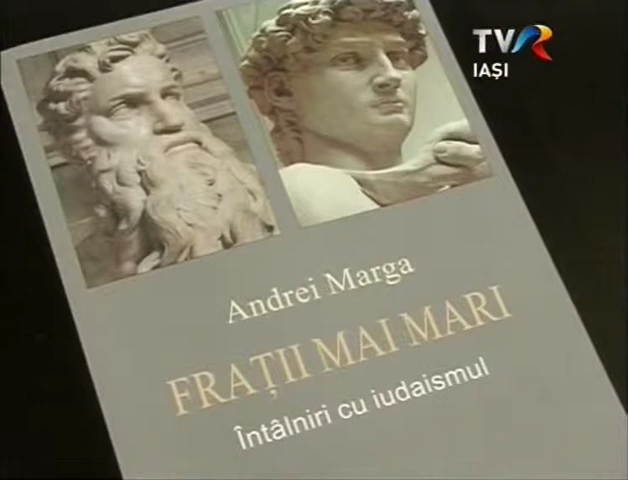 TVR
IAȘI
Andrei Marga
FRAȚII MAI MARI
Întâlniri cu iudaismul